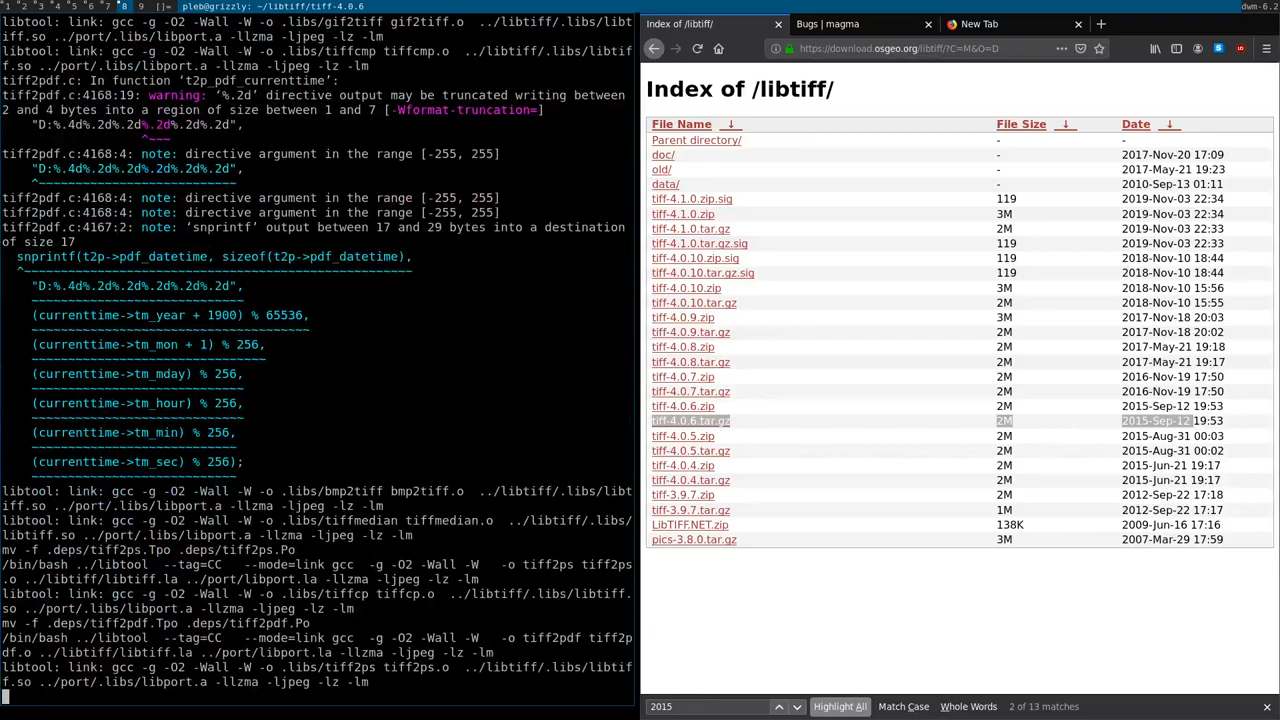 1 2 3 4 5 6 7 8 9 []= pleb@grizzly: ~/libtiff/tiff-4.0.6 dwm-6.2
libtool: link: gcc -g -O2 -Wall -W -o .libs/gif2tiff gif2tiff.o ../libtiff/.libs/libt
iff.so ../port/.libs/libport.a -llzma -ljpeg -lz -lm
libtool: link: gcc -g -O2 -Wall -W -o .libs/tiffcmp tiffcmp.o ../libtiff/.libs/libtif
f.so ../port/.libs/libport.a -llzma -ljpeg -lz -lm
tiff2pdf.c: In function ‘t2p_pdf_currenttime’:
tiff2pdf.c:4168:19: warning: ‘%.2d’ directive output may be truncated writing between
2 and 4 bytes into a region of size between 1 and 7 [-Wformat-truncation=]
"D:%.4d%.2d%.2d%.2d%.2d%.2d",
^~~~
tiff2pdf.c:4168:4: note: directive argument in the range [-255, 255]
"D:%.4d%.2d%.2d%.2d%.2d%.2d",
^~~~~~~~~~~~~~~~~~~~~~~~~~~~
tiff2pdf.c:4168:4: note: directive argument in the range [-255, 255]
tiff2pdf.c:4168:4: note: directive argument in the range [-255, 255]
tiff2pdf.c:4167:2: note: ‘snprintf’ output between 17 and 29 bytes into a destination
of size 17
snprintf(t2p->pdf_datetime, sizeof(t2p->pdf_datetime),
^~~~~~~~~~~~~~~~~~~~~~~~~~~~~~~~~~~~~~~~~~~~~~~~~~~~~~
"D:%.4d%.2d%.2d%.2d%.2d%.2d",
~~~~~~~~~~~~~~~~~~~~~~~~~~~~~
(currenttime->tm_year + 1900) % 65536,
~~~~~~~~~~~~~~~~~~~~~~~~~~~~~~~~~~~~~~
(currenttime->tm_mon + 1) % 256,
~~~~~~~~~~~~~~~~~~~~~~~~~~~~~~~~
(currenttime->tm_mday) % 256,
~~~~~~~~~~~~~~~~~~~~~~~~~~~~~
(currenttime->tm_hour) % 256,
~~~~~~~~~~~~~~~~~~~~~~~~~~~~~
(currenttime->tm_min) % 256,
~~~~~~~~~~~~~~~~~~~~~~~~~~~~
(currenttime->tm_sec) % 256);
~~~~~~~~~~~~~~~~~~~~~~~~~~~~
libtool: link: gcc -g -O2 -Wall -W -o .libs/bmp2tiff bmp2tiff.o ../libtiff/.libs/libt
iff.so ../port/.libs/libport.a -llzma -ljpeg -lz -lm
libtool: link: gcc -g -O2 -Wall -W -o .libs/tiffmedian tiffmedian.o ../libtiff/.libs/
libtiff.so ../port/.libs/libport.a -llzma -ljpeg -lz -lm
mv -f .deps/tiff2ps.Tpo .deps/tiff2ps.Po
/bin/bash ../libtool --tag=CC --mode=link gcc -g -O2 -Wall -W -o tiff2ps tiff2ps
.o ../libtiff/libtiff.la ../port/libport.la -llzma -ljpeg -lz -lm
libtool: link: gcc -g -O2 -Wall -W -o .libs/tiffcp tiffcp.o ../libtiff/.libs/libtiff.
so ../port/.libs/libport.a -llzma -ljpeg -lz -lm
mv -f .deps/tiff2pdf.Tpo .deps/tiff2pdf.Po
/bin/bash ../libtool --tag=CC --mode=link gcc -g -O2 -Wall -W -o tiff2pdf tiff2p
df.o ../libtiff/libtiff.la ../port/libport.la -llzma -ljpeg -lz -lm
libtool: link: gcc -g -O2 -Wall -W -o .libs/tiff2ps tiff2ps.o ../libtiff/.libs/libtif
f.so ../port/.libs/libport.a -llzma -ljpeg -lz -lm
Index of /libtiff/ Bugs | magma New Tab
https://download.osgeo.org/libtiff/?C=M&O=D
Index of /libtiff/
File Name ↓ File Size ↓ Date ↓
Parent directory/ - -
doc/ - 2017-Nov-20 17:09
old/ - 2017-May-21 19:23
data/ - 2010-Sep-13 01:11
tiff-4.1.0.zip.sig 119 2019-Nov-03 22:34
tiff-4.1.0.zip 3M 2019-Nov-03 22:34
tiff-4.1.0.tar.gz 2M 2019-Nov-03 22:33
tiff-4.1.0.tar.gz.sig 119 2019-Nov-03 22:33
tiff-4.0.10.zip.sig 119 2018-Nov-10 18:44
tiff-4.0.10.tar.gz.sig 119 2018-Nov-10 18:44
tiff-4.0.10.zip 3M 2018-Nov-10 15:56
tiff-4.0.10.tar.gz 2M 2018-Nov-10 15:55
tiff-4.0.9.zip 3M 2017-Nov-18 20:03
tiff-4.0.9.tar.gz 2M 2017-Nov-18 20:02
tiff-4.0.8.zip 2M 2017-May-21 19:18
tiff-4.0.8.tar.gz 2M 2017-May-21 19:17
tiff-4.0.7.zip 2M 2016-Nov-19 17:50
tiff-4.0.7.tar.gz 2M 2016-Nov-19 17:50
tiff-4.0.6.zip 2M 2015-Sep-12 19:53
tiff-4.0.6.tar.gz 2M 2015-Sep-12 19:53
tiff-4.0.5.zip 2M 2015-Aug-31 00:03
tiff-4.0.5.tar.gz 2M 2015-Aug-31 00:02
tiff-4.0.4.zip 2M 2015-Jun-21 19:17
tiff-4.0.4.tar.gz 2M 2015-Jun-21 19:17
tiff-3.9.7.zip 2M 2012-Sep-22 17:18
tiff-3.9.7.tar.gz 1M 2012-Sep-22 17:17
LibTIFF.NET.zip 138K 2009-Jun-16 17:16
pics-3.8.0.tar.gz 3M 2007-Mar-29 17:59
2015 Highlight All Match Case Whole Words 2 of 13 matches